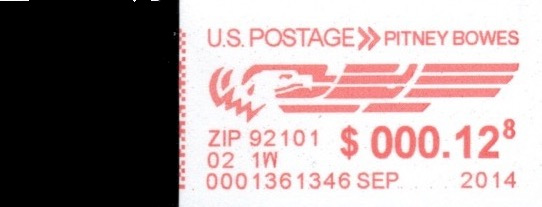 U.S. POSTAGE PITNEY BOWES
ZIP 92101 $ 000.12⁸
02 1W
0001361346 SEP 2014